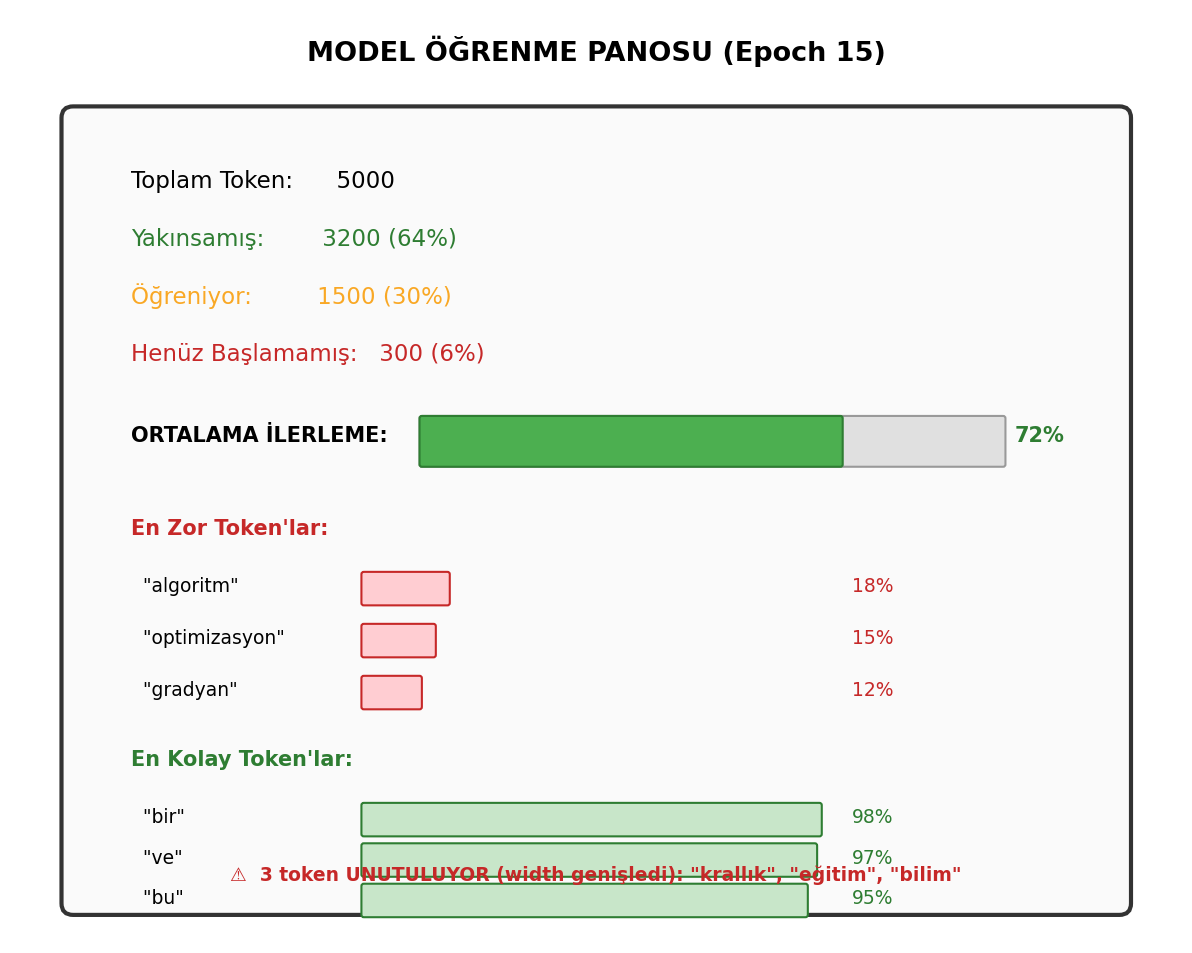 MODEL ÖĞRENME PANOSU (Epoch 15)
Toplam Token: 5000
Yakınsamış: 3200 (64%)
Öğreniyor: 1500 (30%)
Henüz Başlamamış: 300 (6%)
ORTALAMA İLERLEME: 72%
En Zor Token'lar:
"algoritm" 18%
"optimizasyon" 15%
"gradyan" 12%
En Kolay Token'lar:
"bir" 98%
"ve" 97%
⚠ 3 token UNUTULUYOR (width genişledi): "krallık", "eğitim", "bilim"
"bu" 95%